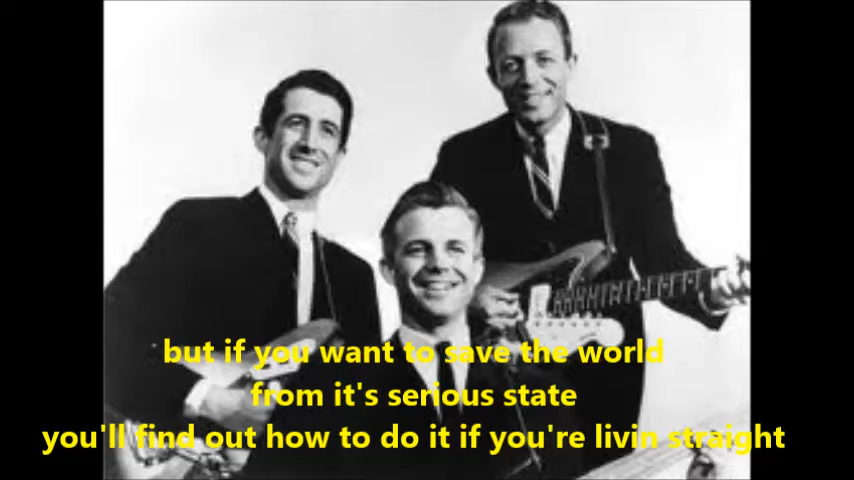 but if you want to save the world
from it's serious state
you'll find out how to do it if you're livin straight